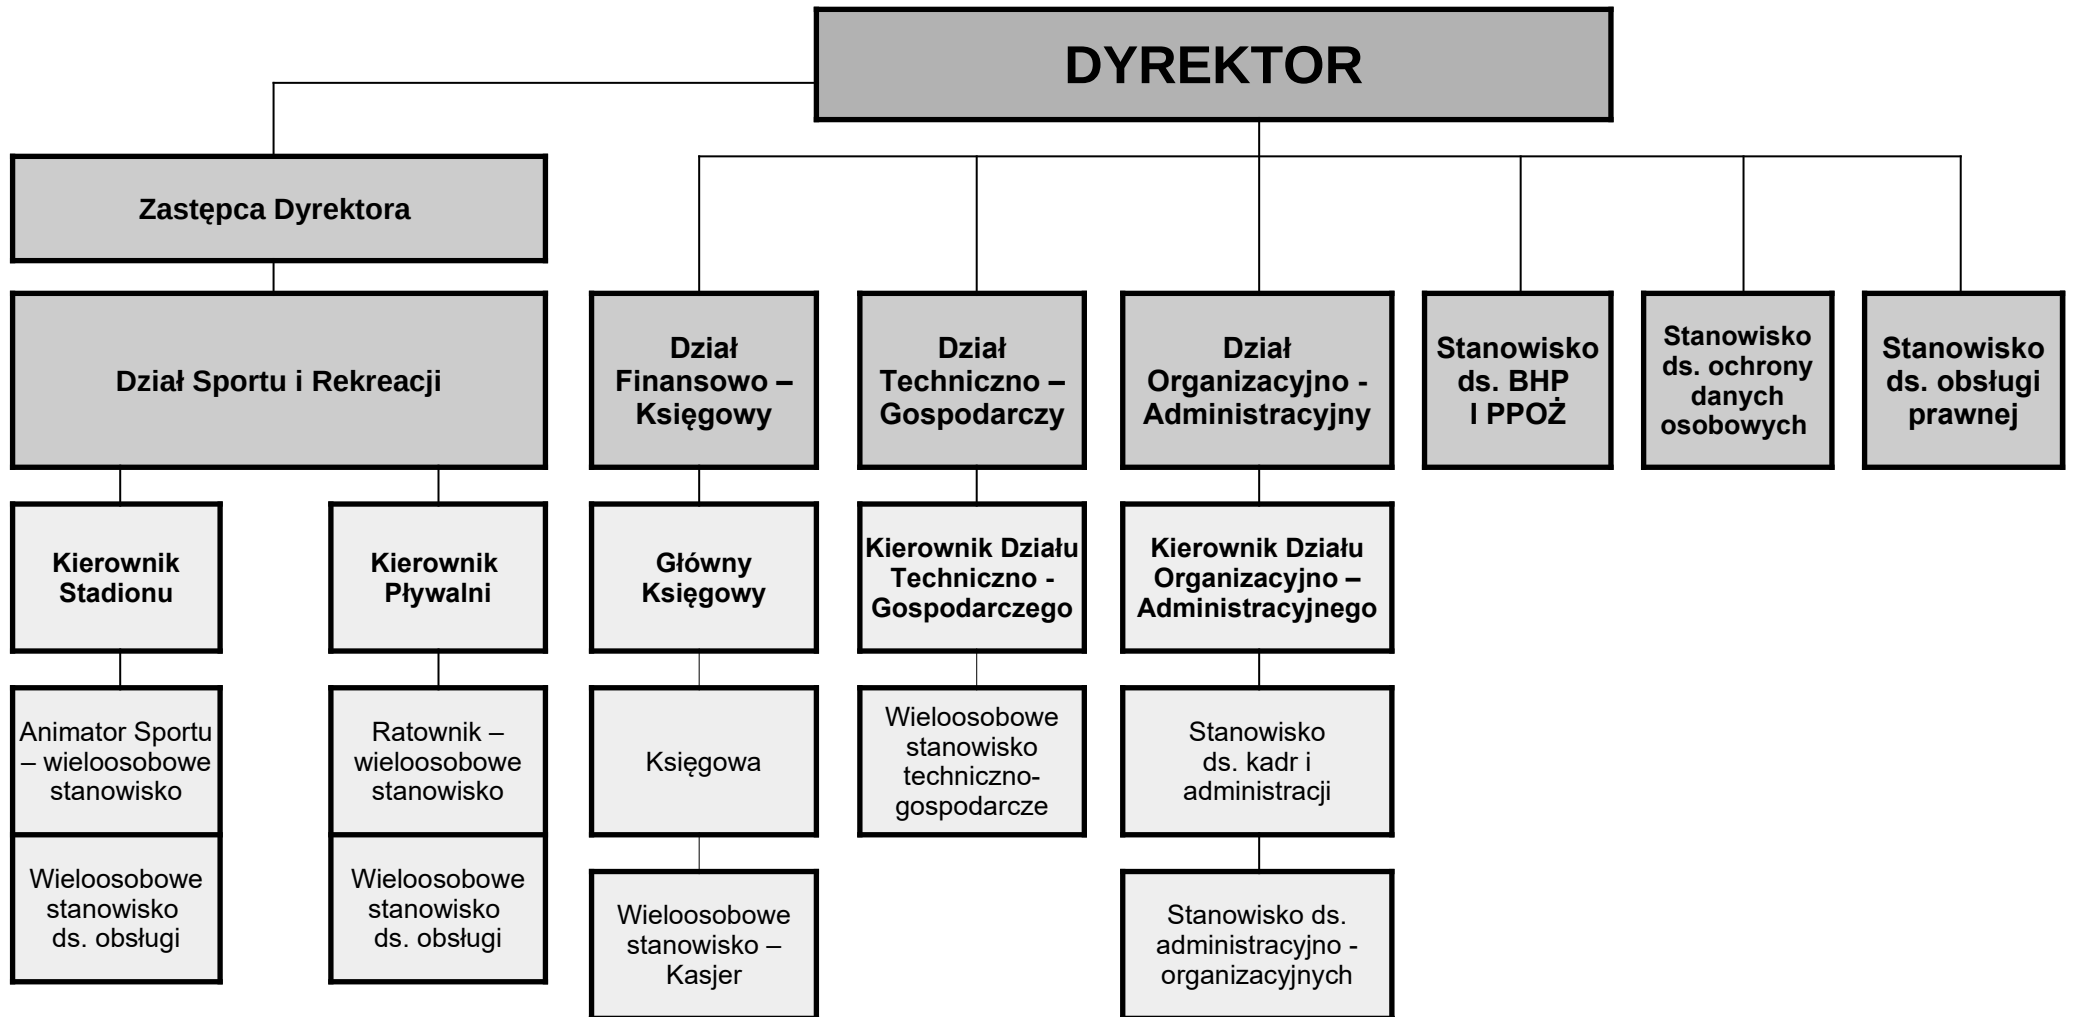 DYREKTOR
Zastępca Dyrektora
Dział Sportu i Rekreacji
Dział
Finansowo –
Księgowy
Dział
Techniczno –
Gospodarczy
Dział
Organizacyjno -
Administracyjny
Stanowisko
ds. BHP
I PPOŻ
Stanowisko
ds. ochrony
danych
osobowych
Stanowisko
ds. obsługi
prawnej
Kierownik
Stadionu
Kierownik
Pływalni
Główny
Księgowy
Kierownik Działu
Techniczno -
Gospodarczego
Kierownik Działu
Organizacyjno –
Administracyjnego
Animator Sportu
– wieloosobowe
stanowisko
Ratownik –
wieloosobowe
stanowisko
Księgowa
Wieloosobowe
stanowisko
techniczno-
gospodarcze
Stanowisko
ds. kadr i
administracji
Wieloosobowe
stanowisko
ds. obsługi
Wieloosobowe
stanowisko
ds. obsługi
Wieloosobowe
stanowisko –
Kasjer
Stanowisko ds.
administracyjno -
organizacyjnych